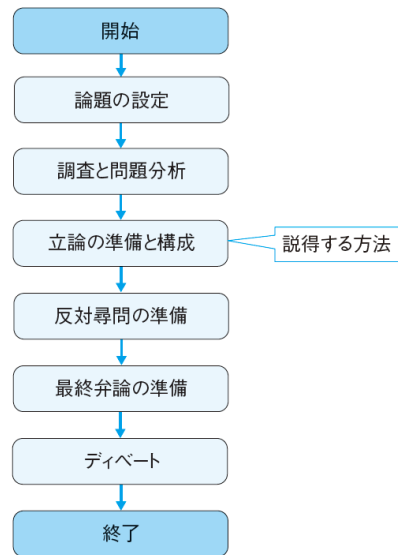 開始
論題の設定
調査と問題分析
立論の準備と構成
説得する方法
反対尋問の準備
最終弁論の準備
ディベート
終了